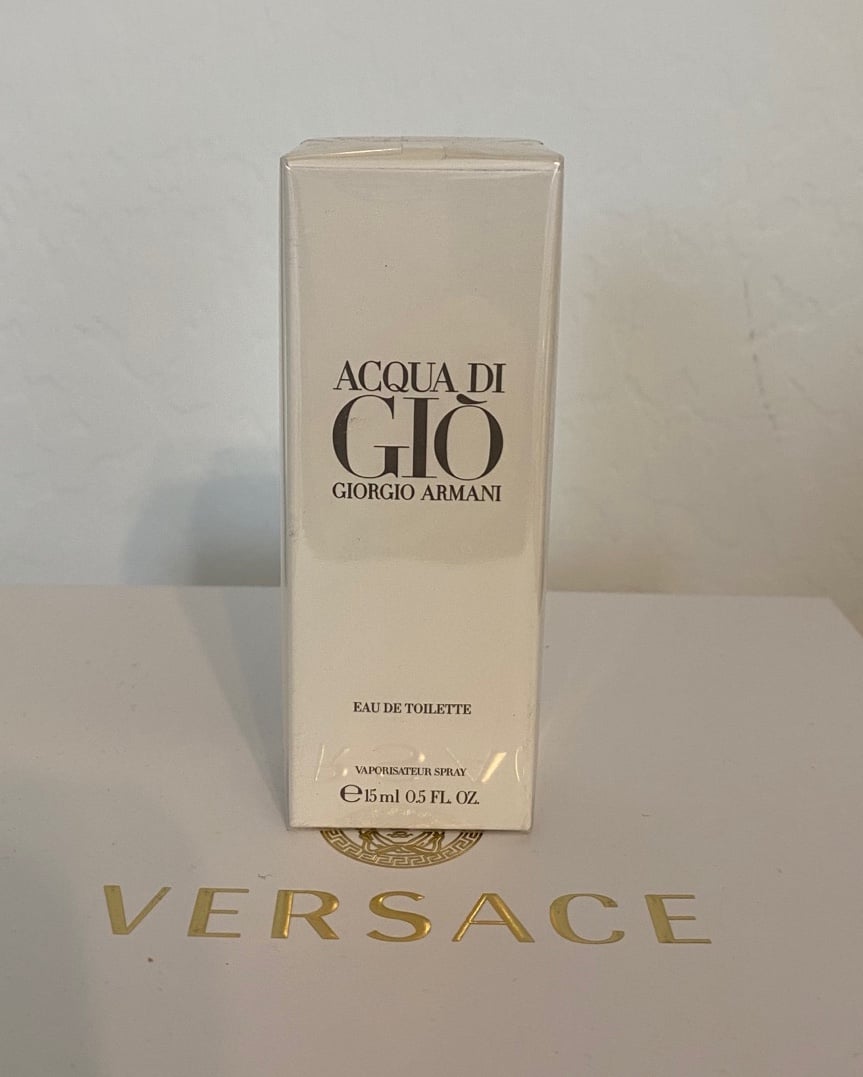 ACQUA DI
GIÒ
GIORGIO ARMANI
EAU DE TOILETTE
VAPORISATEUR SPRAY
℮15 ml 0.5 FL. OZ.
VERSACE